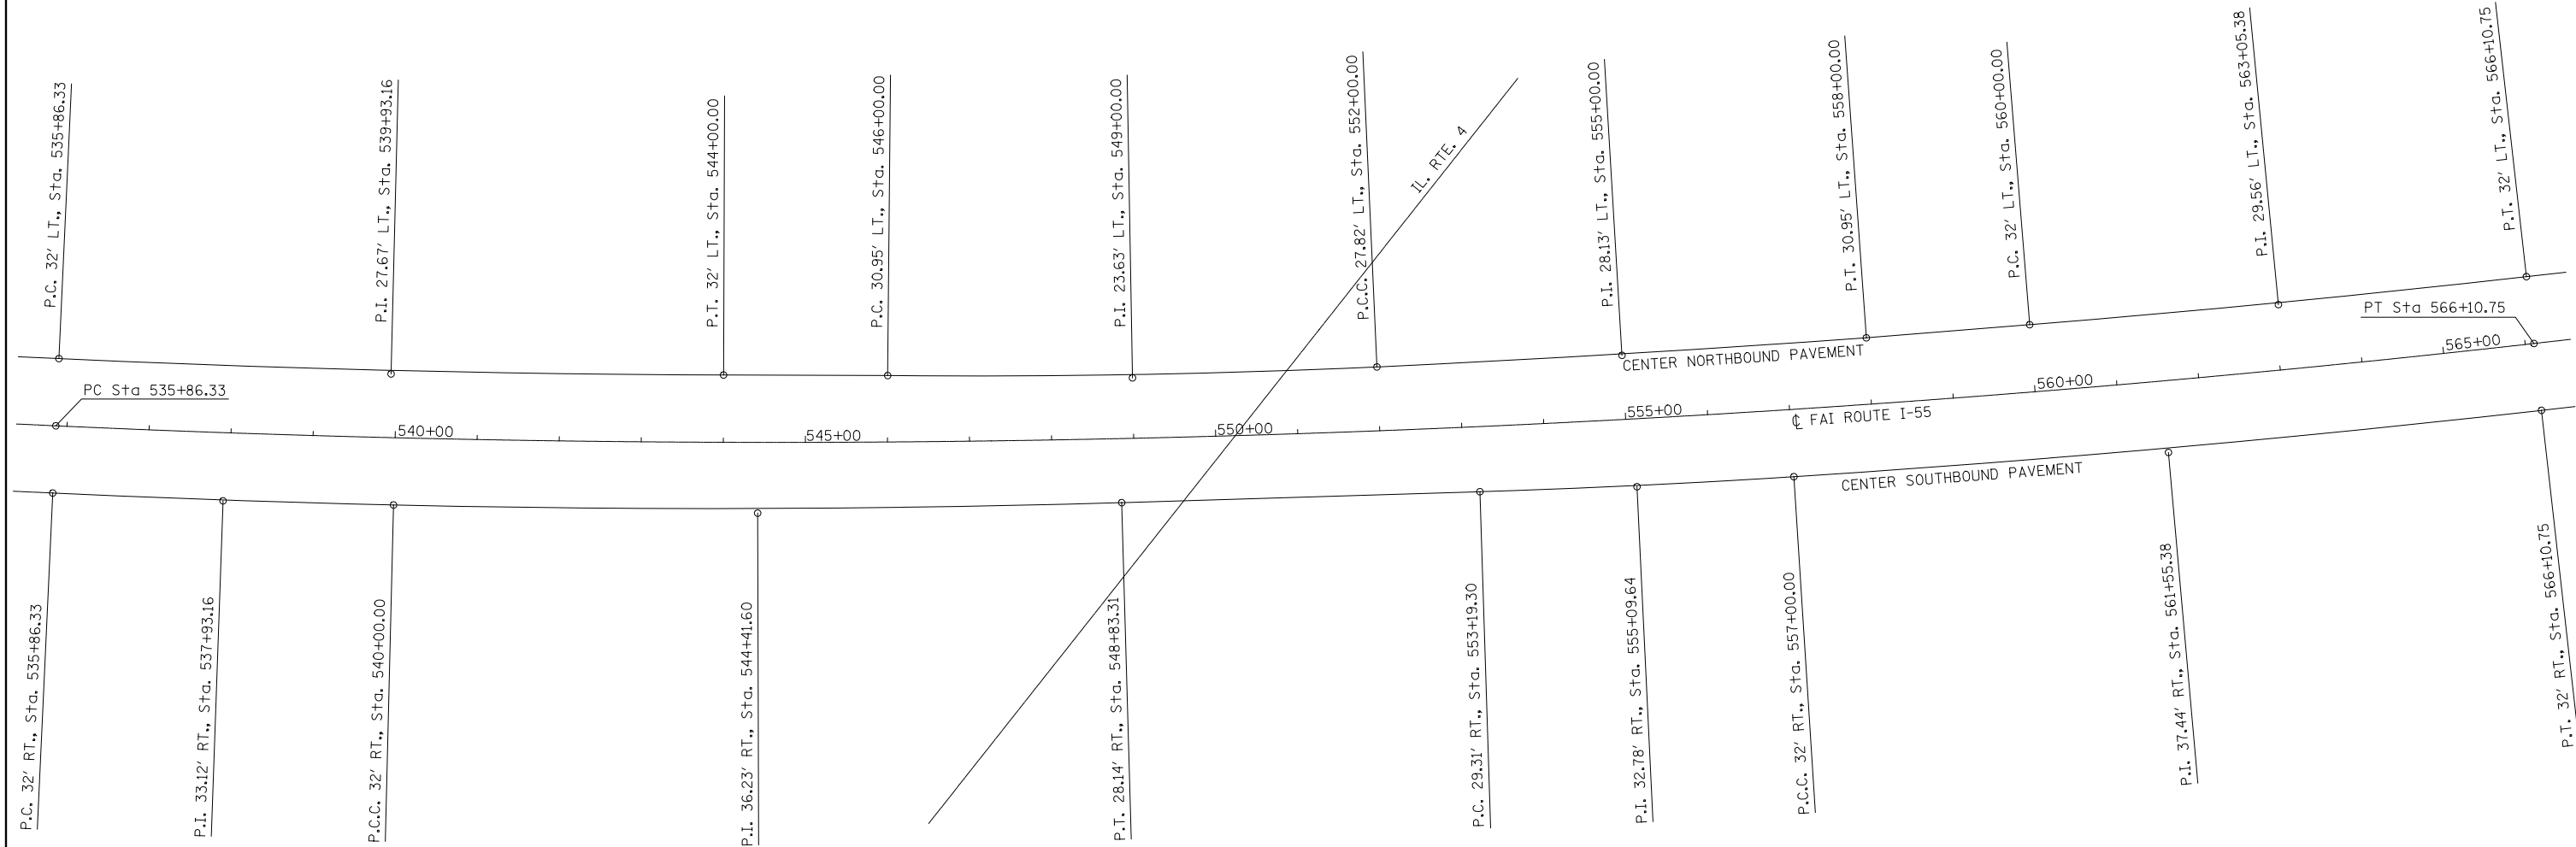 P.C. 32' LT., Sta. 535+86.33
P.I. 27.67' LT., Sta. 539+93.16
P.T. 32' LT., Sta. 544+00.00
P.C. 30.95' LT., Sta. 546+00.00
P.I. 23.63' LT., Sta. 549+00.00
P.C.C. 27.82' LT., Sta. 552+00.00
IL. RTE. 4
P.I. 28.13' LT., Sta. 555+00.00
P.T. 30.95' LT., Sta. 558+00.00
P.C. 32' LT., Sta. 560+00.00
P.I. 29.56' LT., Sta. 563+05.38
P.T. 32' LT., Sta. 566+10.75
PT Sta 566+10.75
CENTER NORTHBOUND PAVEMENT
PC Sta 535+86.33
540+00
545+00
550+00
555+00
560+00
565+00
℄ FAI ROUTE I-55
CENTER SOUTHBOUND PAVEMENT
P.C. 32' RT., Sta. 535+86.33
P.I. 33.12' RT., Sta. 537+93.16
P.C.C. 32' RT., Sta. 540+00.00
P.I. 36.23' RT., Sta. 544+41.60
P.T. 28.14' RT., Sta. 548+83.31
P.C. 29.31' RT., Sta. 553+19.30
P.I. 32.78' RT., Sta. 555+09.64
P.C.C. 32' RT., Sta. 557+00.00
P.I. 37.44' RT., Sta. 561+55.38
P.T. 32' RT., Sta. 566+10.75